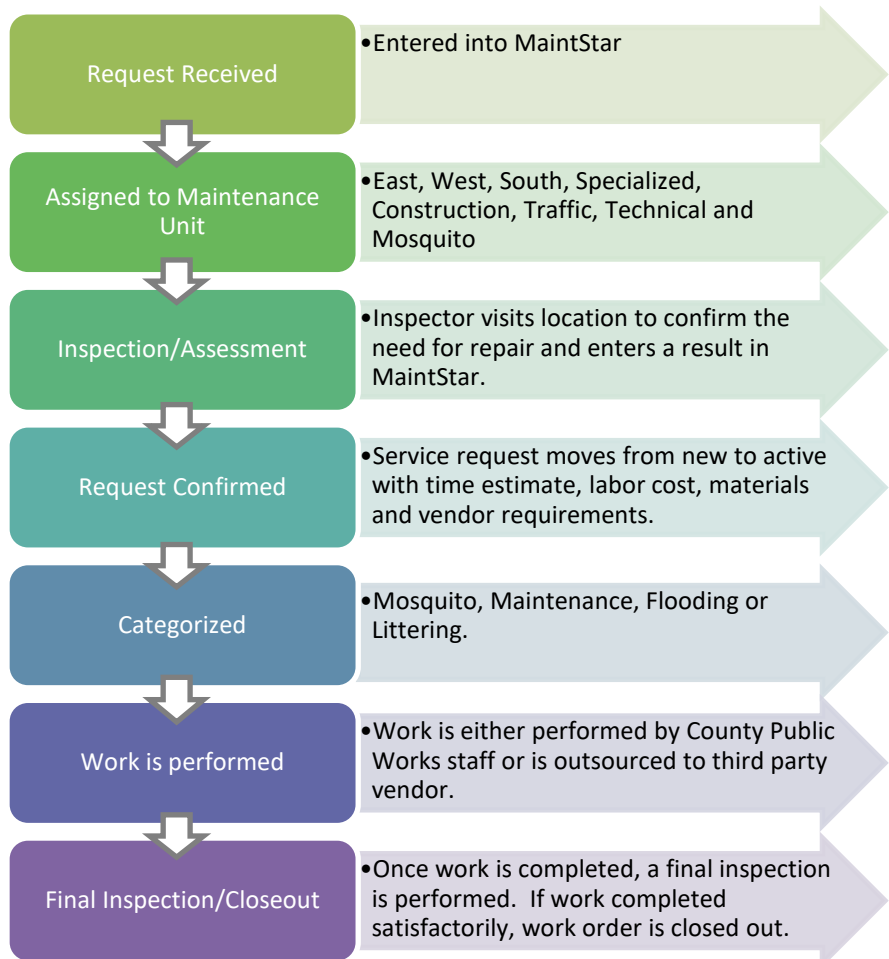 Request Received
•Entered into MaintStar
Assigned to Maintenance
Unit
•East, West, South, Specialized,
Construction, Traffic, Technical and
Mosquito
Inspection/Assessment
•Inspector visits location to confirm the
need for repair and enters a result in
MaintStar.
Request Confirmed
•Service request moves from new to active
with time estimate, labor cost, materials
and vendor requirements.
Categorized
•Mosquito, Maintenance, Flooding or
Littering.
Work is performed
•Work is either performed by County Public
Works staff or is outsourced to third party
vendor.
Final Inspection/Closeout
•Once work is completed, a final inspection
is performed.  If work completed
satisfactorily, work order is closed out.